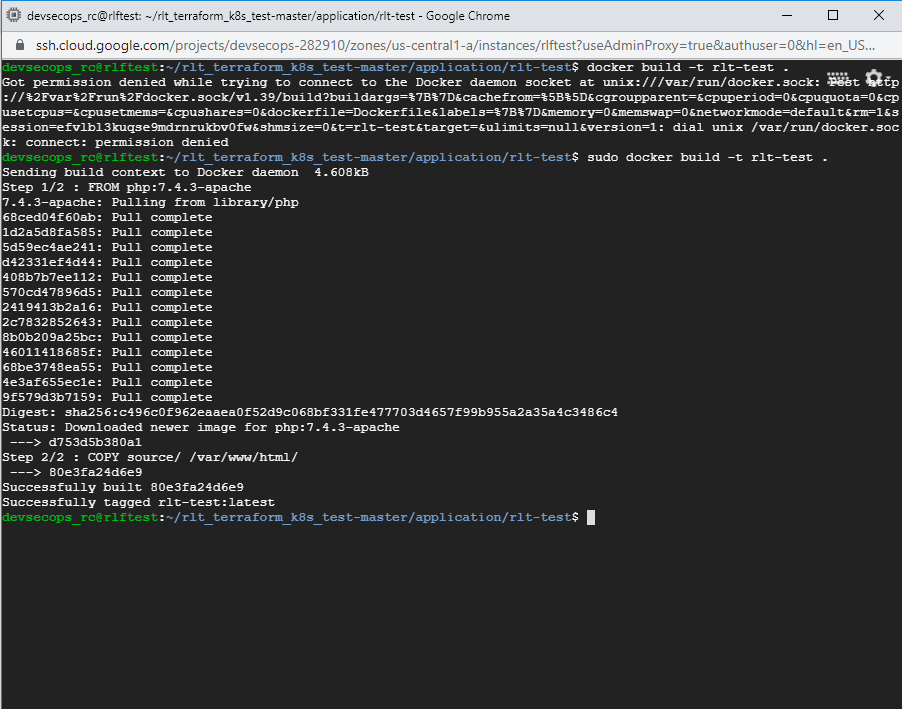 devsecops_rc@rlftest: ~/rlt_terraform_k8s_test-master/application/rlt-test - Google Chrome
ssh.cloud.google.com/projects/devsecops-282910/zones/us-central1-a/instances/rlftest?useAdminProxy=true&authuser=0&hl=en_US...
devsecops_rc@rlftest:~/rlt_terraform_k8s_test-master/application/rlt-test$ docker build -t rlt-test .
Got permission denied while trying to connect to the Docker daemon socket at unix:///var/run/docker.sock: Post http
://%2Fvar%2Frun%2Fdocker.sock/v1.39/build?buildargs=%7B%7D&cachefrom=%5B%5D&cgroupparent=&cpuperiod=0&cpuquota=0&cp
usetcpus=&cpusetmems=&cpushares=0&dockerfile=Dockerfile&labels=%7B%7D&memory=0&memswap=0&networkmode=default&rm=1&s
ession=efvlbl3kuqse9mdrnrukbv0fw&shmsize=0&t=rlt-test&target=&ulimits=null&version=1: dial unix /var/run/docker.soc
k: connect: permission denied
devsecops_rc@rlftest:~/rlt_terraform_k8s_test-master/application/rlt-test$ sudo docker build -t rlt-test .
Sending build context to Docker daemon  4.608kB
Step 1/2 : FROM php:7.4.3-apache
7.4.3-apache: Pulling from library/php
68ced04f60ab: Pull complete
1d2a5d8fa585: Pull complete
5d59ec4ae241: Pull complete
d42331ef4d44: Pull complete
408b7b7ee112: Pull complete
570cd47896d5: Pull complete
2419413b2a16: Pull complete
2c7832852643: Pull complete
8b0b209a25bc: Pull complete
46011418685f: Pull complete
68be3748ea55: Pull complete
4e3af655ec1e: Pull complete
9f579d3b7159: Pull complete
Digest: sha256:c496c0f962eaaea0f52d9c068bf331fe477703d4657f99b955a2a35a4c3486c4
Status: Downloaded newer image for php:7.4.3-apache
 ---> d753d5b380a1
Step 2/2 : COPY source/ /var/www/html/
 ---> 80e3fa24d6e9
Successfully built 80e3fa24d6e9
Successfully tagged rlt-test:latest
devsecops_rc@rlftest:~/rlt_terraform_k8s_test-master/application/rlt-test$